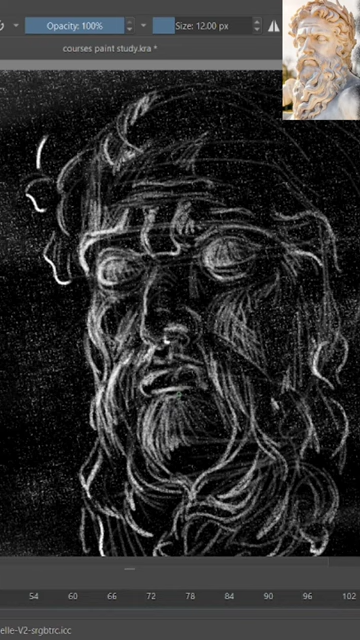 Opacity: 100%
Size: 12.00 px
courses paint study.kra *
54 60 66 72 78 84 90 96 102
elle-V2-srgbtrc.icc